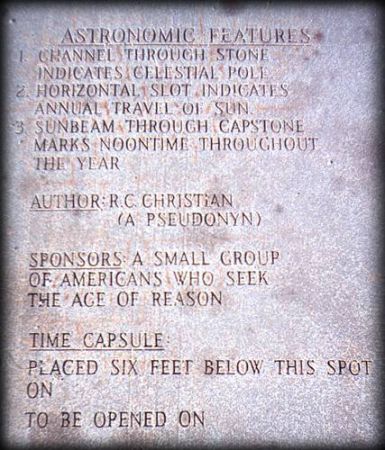 ASTRONOMIC FEATURES
1. CHANNEL THROUGH STONE
INDICATES CELESTIAL POLE
2. HORIZONTAL SLOT INDICATES
ANNUAL TRAVEL OF SUN
3. SUNBEAM THROUGH CAPSTONE
MARKS NOONTIME THROUGHOUT
THE YEAR
AUTHOR: R.C. CHRISTIAN
(A PSEUDONYN)
SPONSORS: A SMALL GROUP
OF AMERICANS WHO SEEK
THE AGE OF REASON
TIME CAPSULE:
PLACED SIX FEET BELOW THIS SPOT
ON
TO BE OPENED ON